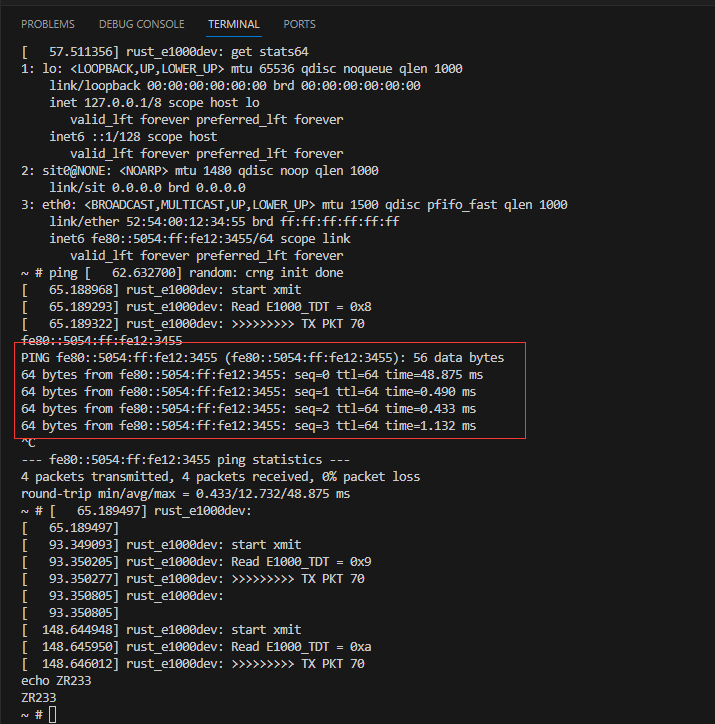 PROBLEMS DEBUG CONSOLE TERMINAL PORTS
[   57.511356] rust_e1000dev: get stats64
1: lo: <LOOPBACK,UP,LOWER_UP> mtu 65536 qdisc noqueue qlen 1000
    link/loopback 00:00:00:00:00:00 brd 00:00:00:00:00:00
    inet 127.0.0.1/8 scope host lo
       valid_lft forever preferred_lft forever
    inet6 ::1/128 scope host
       valid_lft forever preferred_lft forever
2: sit0@NONE: <NOARP> mtu 1480 qdisc noop qlen 1000
    link/sit 0.0.0.0 brd 0.0.0.0
3: eth0: <BROADCAST,MULTICAST,UP,LOWER_UP> mtu 1500 qdisc pfifo_fast qlen 1000
    link/ether 52:54:00:12:34:55 brd ff:ff:ff:ff:ff:ff
    inet6 fe80::5054:ff:fe12:3455/64 scope link
       valid_lft forever preferred_lft forever
~ # ping [   62.632700] random: crng init done
[   65.188968] rust_e1000dev: start xmit
[   65.189293] rust_e1000dev: Read E1000_TDT = 0x8
[   65.189322] rust_e1000dev: >>>>>>>>> TX PKT 70
fe80::5054:ff:fe12:3455
PING fe80::5054:ff:fe12:3455 (fe80::5054:ff:fe12:3455): 56 data bytes
64 bytes from fe80::5054:ff:fe12:3455: seq=0 ttl=64 time=48.875 ms
64 bytes from fe80::5054:ff:fe12:3455: seq=1 ttl=64 time=0.490 ms
64 bytes from fe80::5054:ff:fe12:3455: seq=2 ttl=64 time=0.433 ms
64 bytes from fe80::5054:ff:fe12:3455: seq=3 ttl=64 time=1.132 ms
^C
--- fe80::5054:ff:fe12:3455 ping statistics ---
4 packets transmitted, 4 packets received, 0% packet loss
round-trip min/avg/max = 0.433/12.732/48.875 ms
~ # [   65.189497] rust_e1000dev:
[   65.189497]
[   93.349093] rust_e1000dev: start xmit
[   93.350205] rust_e1000dev: Read E1000_TDT = 0x9
[   93.350277] rust_e1000dev: >>>>>>>>> TX PKT 70
[   93.350805] rust_e1000dev:
[   93.350805]
[  148.644948] rust_e1000dev: start xmit
[  148.645950] rust_e1000dev: Read E1000_TDT = 0xa
[  148.646012] rust_e1000dev: >>>>>>>>> TX PKT 70
echo ZR233
ZR233
~ #